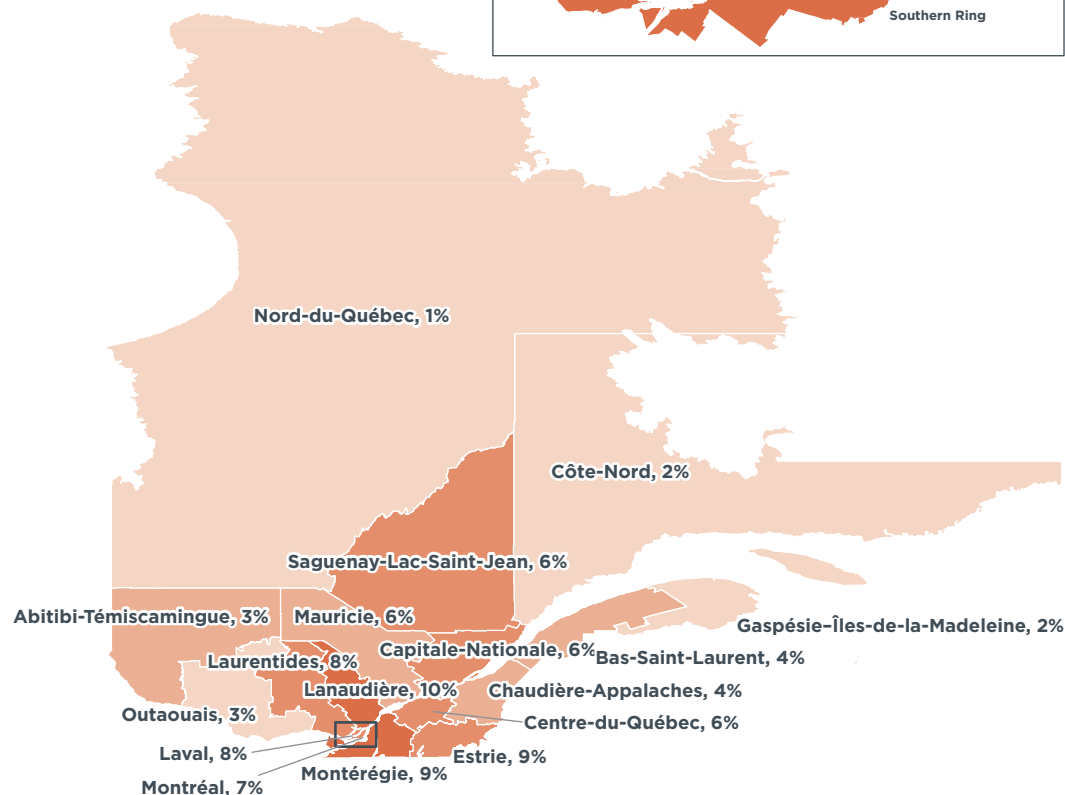 Southern Ring
Nord-du-Québec, 1%
Côte-Nord, 2%
Saguenay-Lac-Saint-Jean, 6%
Abitibi-Témiscamingue, 3%
Mauricie, 6%
Gaspésie-Îles-de-la-Madeleine, 2%
Capitale-Nationale, 6%
Bas-Saint-Laurent, 4%
Laurentides, 8%
Lanaudière, 10%
Chaudière-Appalaches, 4%
Outaouais, 3%
Centre-du-Québec, 6%
Laval, 8%
Estrie, 9%
Montérégie, 9%
Montréal, 7%